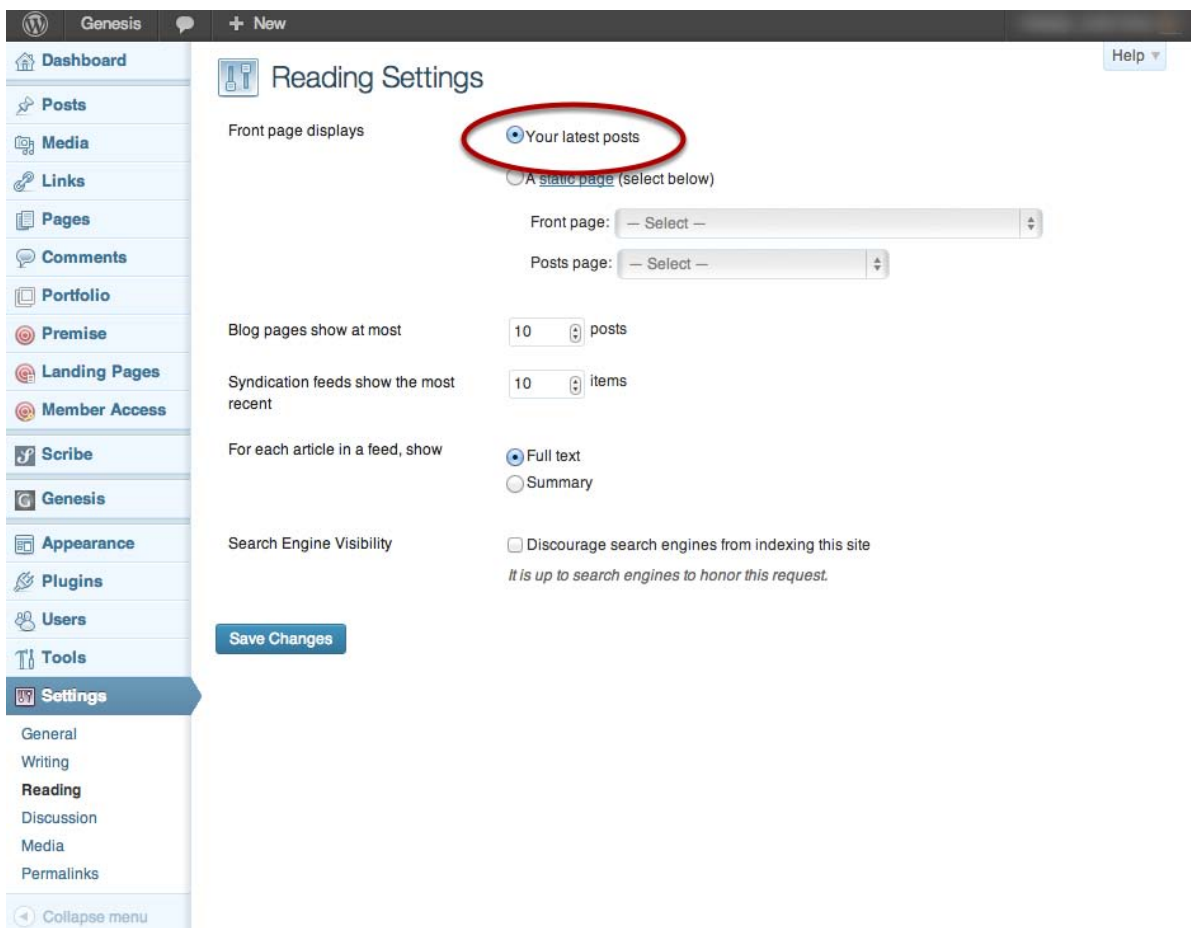 Genesis
+ New
Dashboard
Posts
Media
Links
Pages
Comments
Portfolio
Premise
Landing Pages
Member Access
Scribe
Genesis
Appearance
Plugins
Users
Tools
Settings
General
Writing
Reading
Discussion
Media
Permalinks
Collapse menu
Help
Reading Settings
Front page displays
Your latest posts
A static page (select below)
Front page: — Select —
Posts page: — Select —
Blog pages show at most 10 posts
Syndication feeds show the most
recent
10 items
For each article in a feed, show
Full text
Summary
Search Engine Visibility
Discourage search engines from indexing this site
It is up to search engines to honor this request.
Save Changes